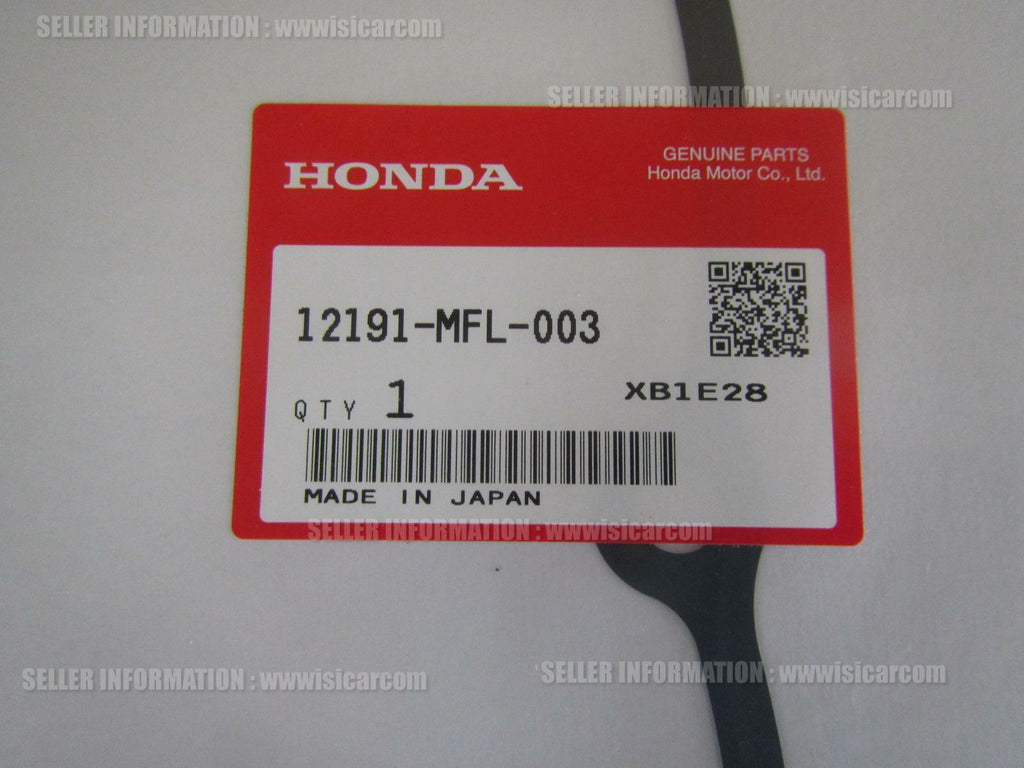 SELLER INFORMATION : wwwisicarcom
SELLER INFORMATION : wwwisicarcom
HONDA
GENUINE PARTS
Honda Motor Co., Ltd.
12191-MFL-003
QTY 1
XB1E28
MADE IN JAPAN
SELLER INFORMATION : wwwisicarcom
SELLER INFORMATION : wwwisicarcom
SELLER INFORMATION : wwwisicarcom